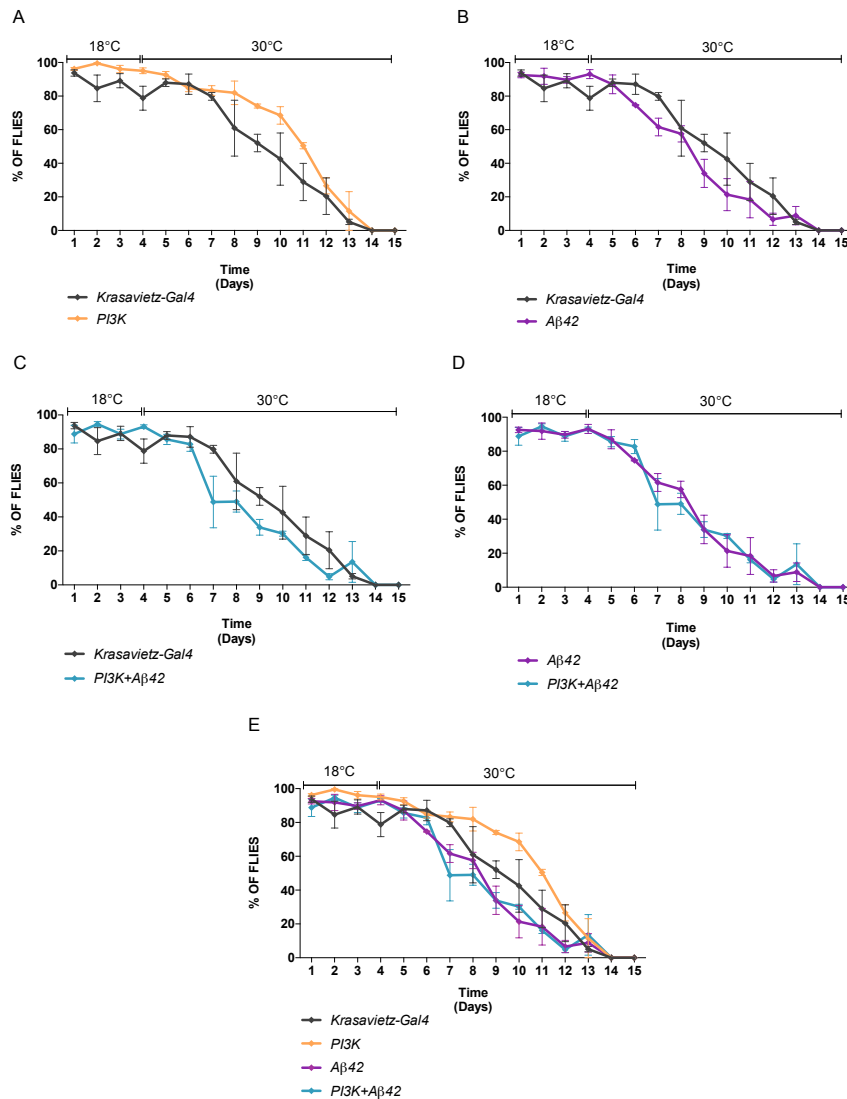 A
18°C 30°C
% OF FLIES
100
80
60
40
20
0
1 2 3 4 5 6 7 8 9 10 11 12 13 14 15
Time
(Days)
Krasavietz-Gal4
PI3K
B
18°C 30°C
% OF FLIES
100
80
60
40
20
0
1 2 3 4 5 6 7 8 9 10 11 12 13 14 15
Time
(Days)
Krasavietz-Gal4
Aβ42
C
18°C 30°C
% OF FLIES
100
80
60
40
20
0
1 2 3 4 5 6 7 8 9 10 11 12 13 14 15
Time
(Days)
Krasavietz-Gal4
PI3K+Aβ42
D
18°C 30°C
% OF FLIES
100
80
60
40
20
0
1 2 3 4 5 6 7 8 9 10 11 12 13 14 15
Time
(Days)
Aβ42
PI3K+Aβ42
E
18°C 30°C
% OF FLIES
100
80
60
40
20
0
1 2 3 4 5 6 7 8 9 10 11 12 13 14 15
Time
(Days)
Krasavietz-Gal4
PI3K
Aβ42
PI3K+Aβ42